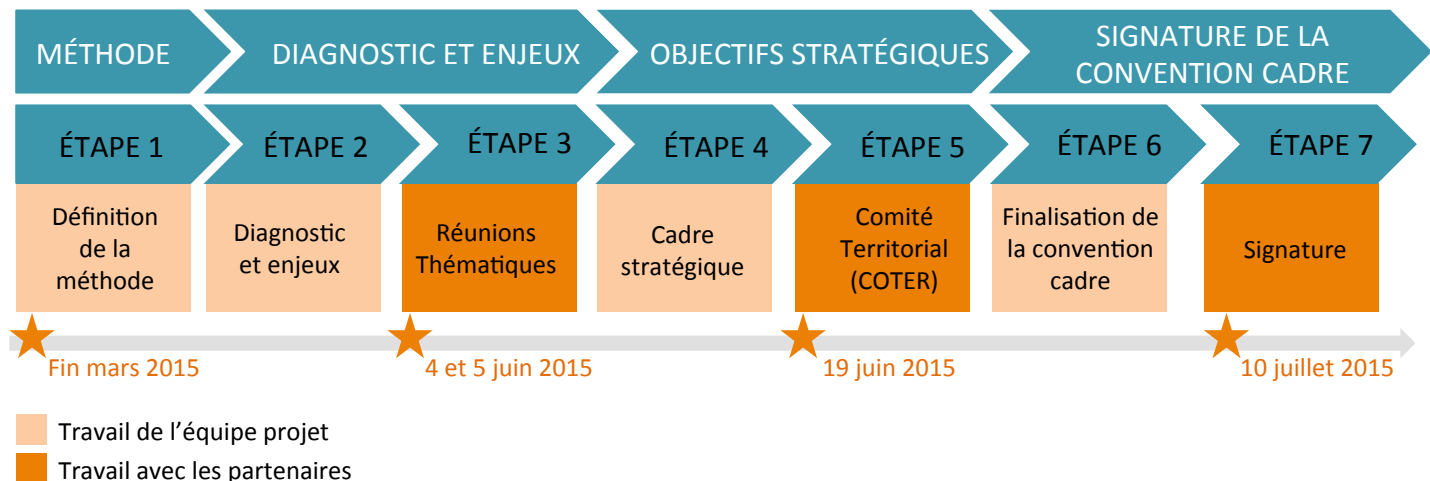 MÉTHODE
DIAGNOSTIC ET ENJEUX
OBJECTIFS STRATÉGIQUES
SIGNATURE DE LA
CONVENTION CADRE
ÉTAPE 1
ÉTAPE 2
ÉTAPE 3
ÉTAPE 4
ÉTAPE 5
ÉTAPE 6
ÉTAPE 7
Définition
de la
méthode
Diagnostic
et enjeux
Réunions
Thématiques
Cadre
stratégique
Comité
Territorial
(COTER)
Finalisation de
la convention
cadre
Signature
Fin mars 2015
4 et 5 juin 2015
19 juin 2015
10 juillet 2015
Travail de l’équipe projet
Travail avec les partenaires